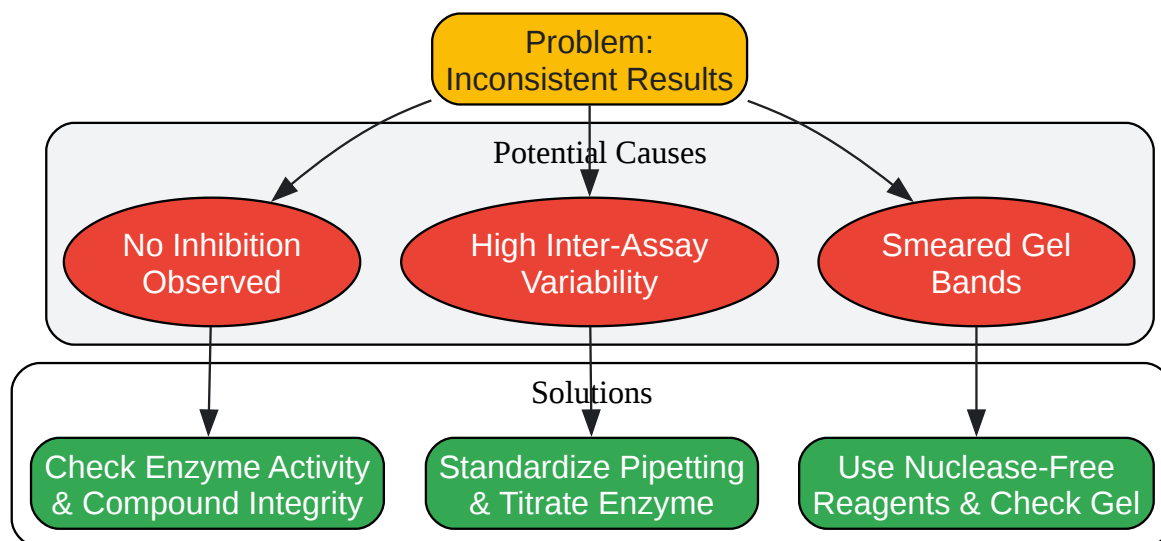 Problem:
Inconsistent Results
Potential Causes
No Inhibition
Observed
High Inter-Assay
Variability
Smeared Gel
Bands
Solutions
Check Enzyme Activity
& Compound Integrity
Standardize Pipetting
& Titrate Enzyme
Use Nuclease-Free
Reagents & Check Gel